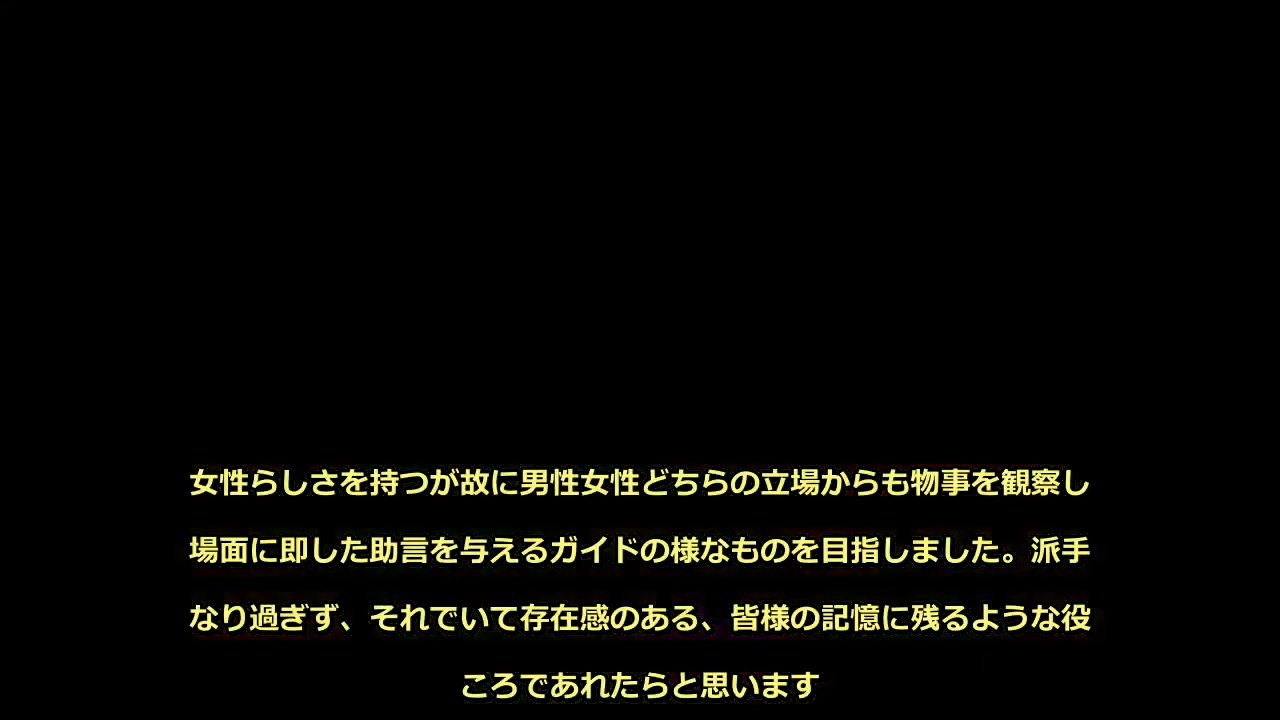 女性らしさを持つが故に男性女性どちらの立場からも物事を観察し
場面に即した助言を与えるガイドの様なものを目指しました。派手
なり過ぎず、それでいて存在感のある、皆様の記憶に残るような役
ころであれたらと思います